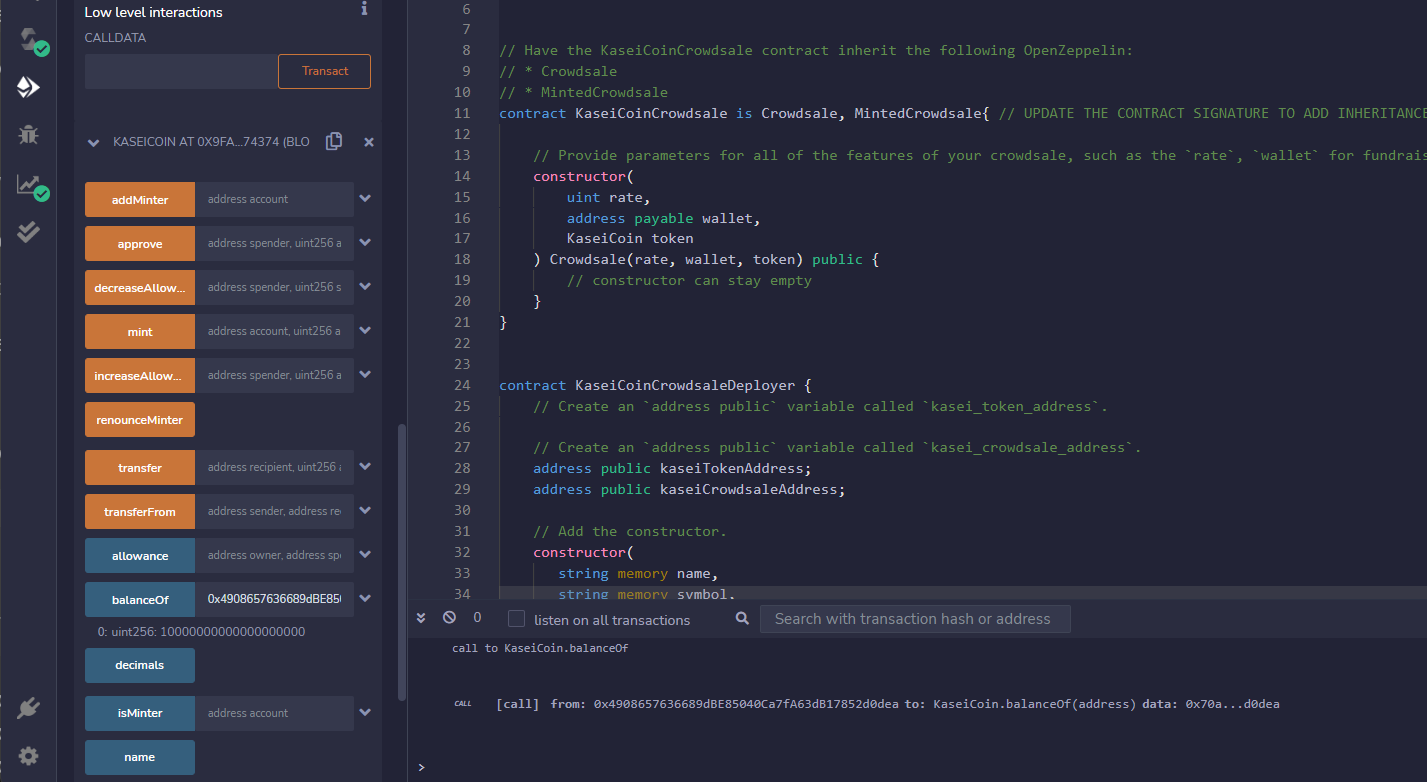 Low level interactions
CALLDATA
Transact
KASEICOIN AT 0X9FA...74374 (BLO
addMinter address account
approve address spender, uint256 a
decreaseAllow... address spender, uint256 s
mint address account, uint256 a
increaseAllow... address spender, uint256 a
renounceMinter
transfer address recipient, uint256 a
transferFrom address sender, address re
allowance address owner, address spe
balanceOf 0x4908657636689dBE850
0: uint256: 10000000000000000000
decimals
isMinter address account
name
6
7
8 // Have the KaseiCoinCrowdsale contract inherit the following OpenZeppelin:
9 // * Crowdsale
10 // * MintedCrowdsale
11 contract KaseiCoinCrowdsale is Crowdsale, MintedCrowdsale{ // UPDATE THE CONTRACT SIGNATURE TO ADD INHERITANCE
12
13 // Provide parameters for all of the features of your crowdsale, such as the `rate`, `wallet` for fundrais
14 constructor(
15 uint rate,
16 address payable wallet,
17 KaseiCoin token
18 ) Crowdsale(rate, wallet, token) public {
19 // constructor can stay empty
20 }
21 }
22
23
24 contract KaseiCoinCrowdsaleDeployer {
25 // Create an `address public` variable called `kasei_token_address`.
26
27 // Create an `address public` variable called `kasei_crowdsale_address`.
28 address public kaseiTokenAddress;
29 address public kaseiCrowdsaleAddress;
30
31 // Add the constructor.
32 constructor(
33 string memory name,
34 string memory symbol,
0 listen on all transactions Search with transaction hash or address
call to KaseiCoin.balanceOf
CALL [call] from: 0x4908657636689dBE85040Ca7fA63dB17852d0dea to: KaseiCoin.balanceOf(address) data: 0x70a...d0dea
>